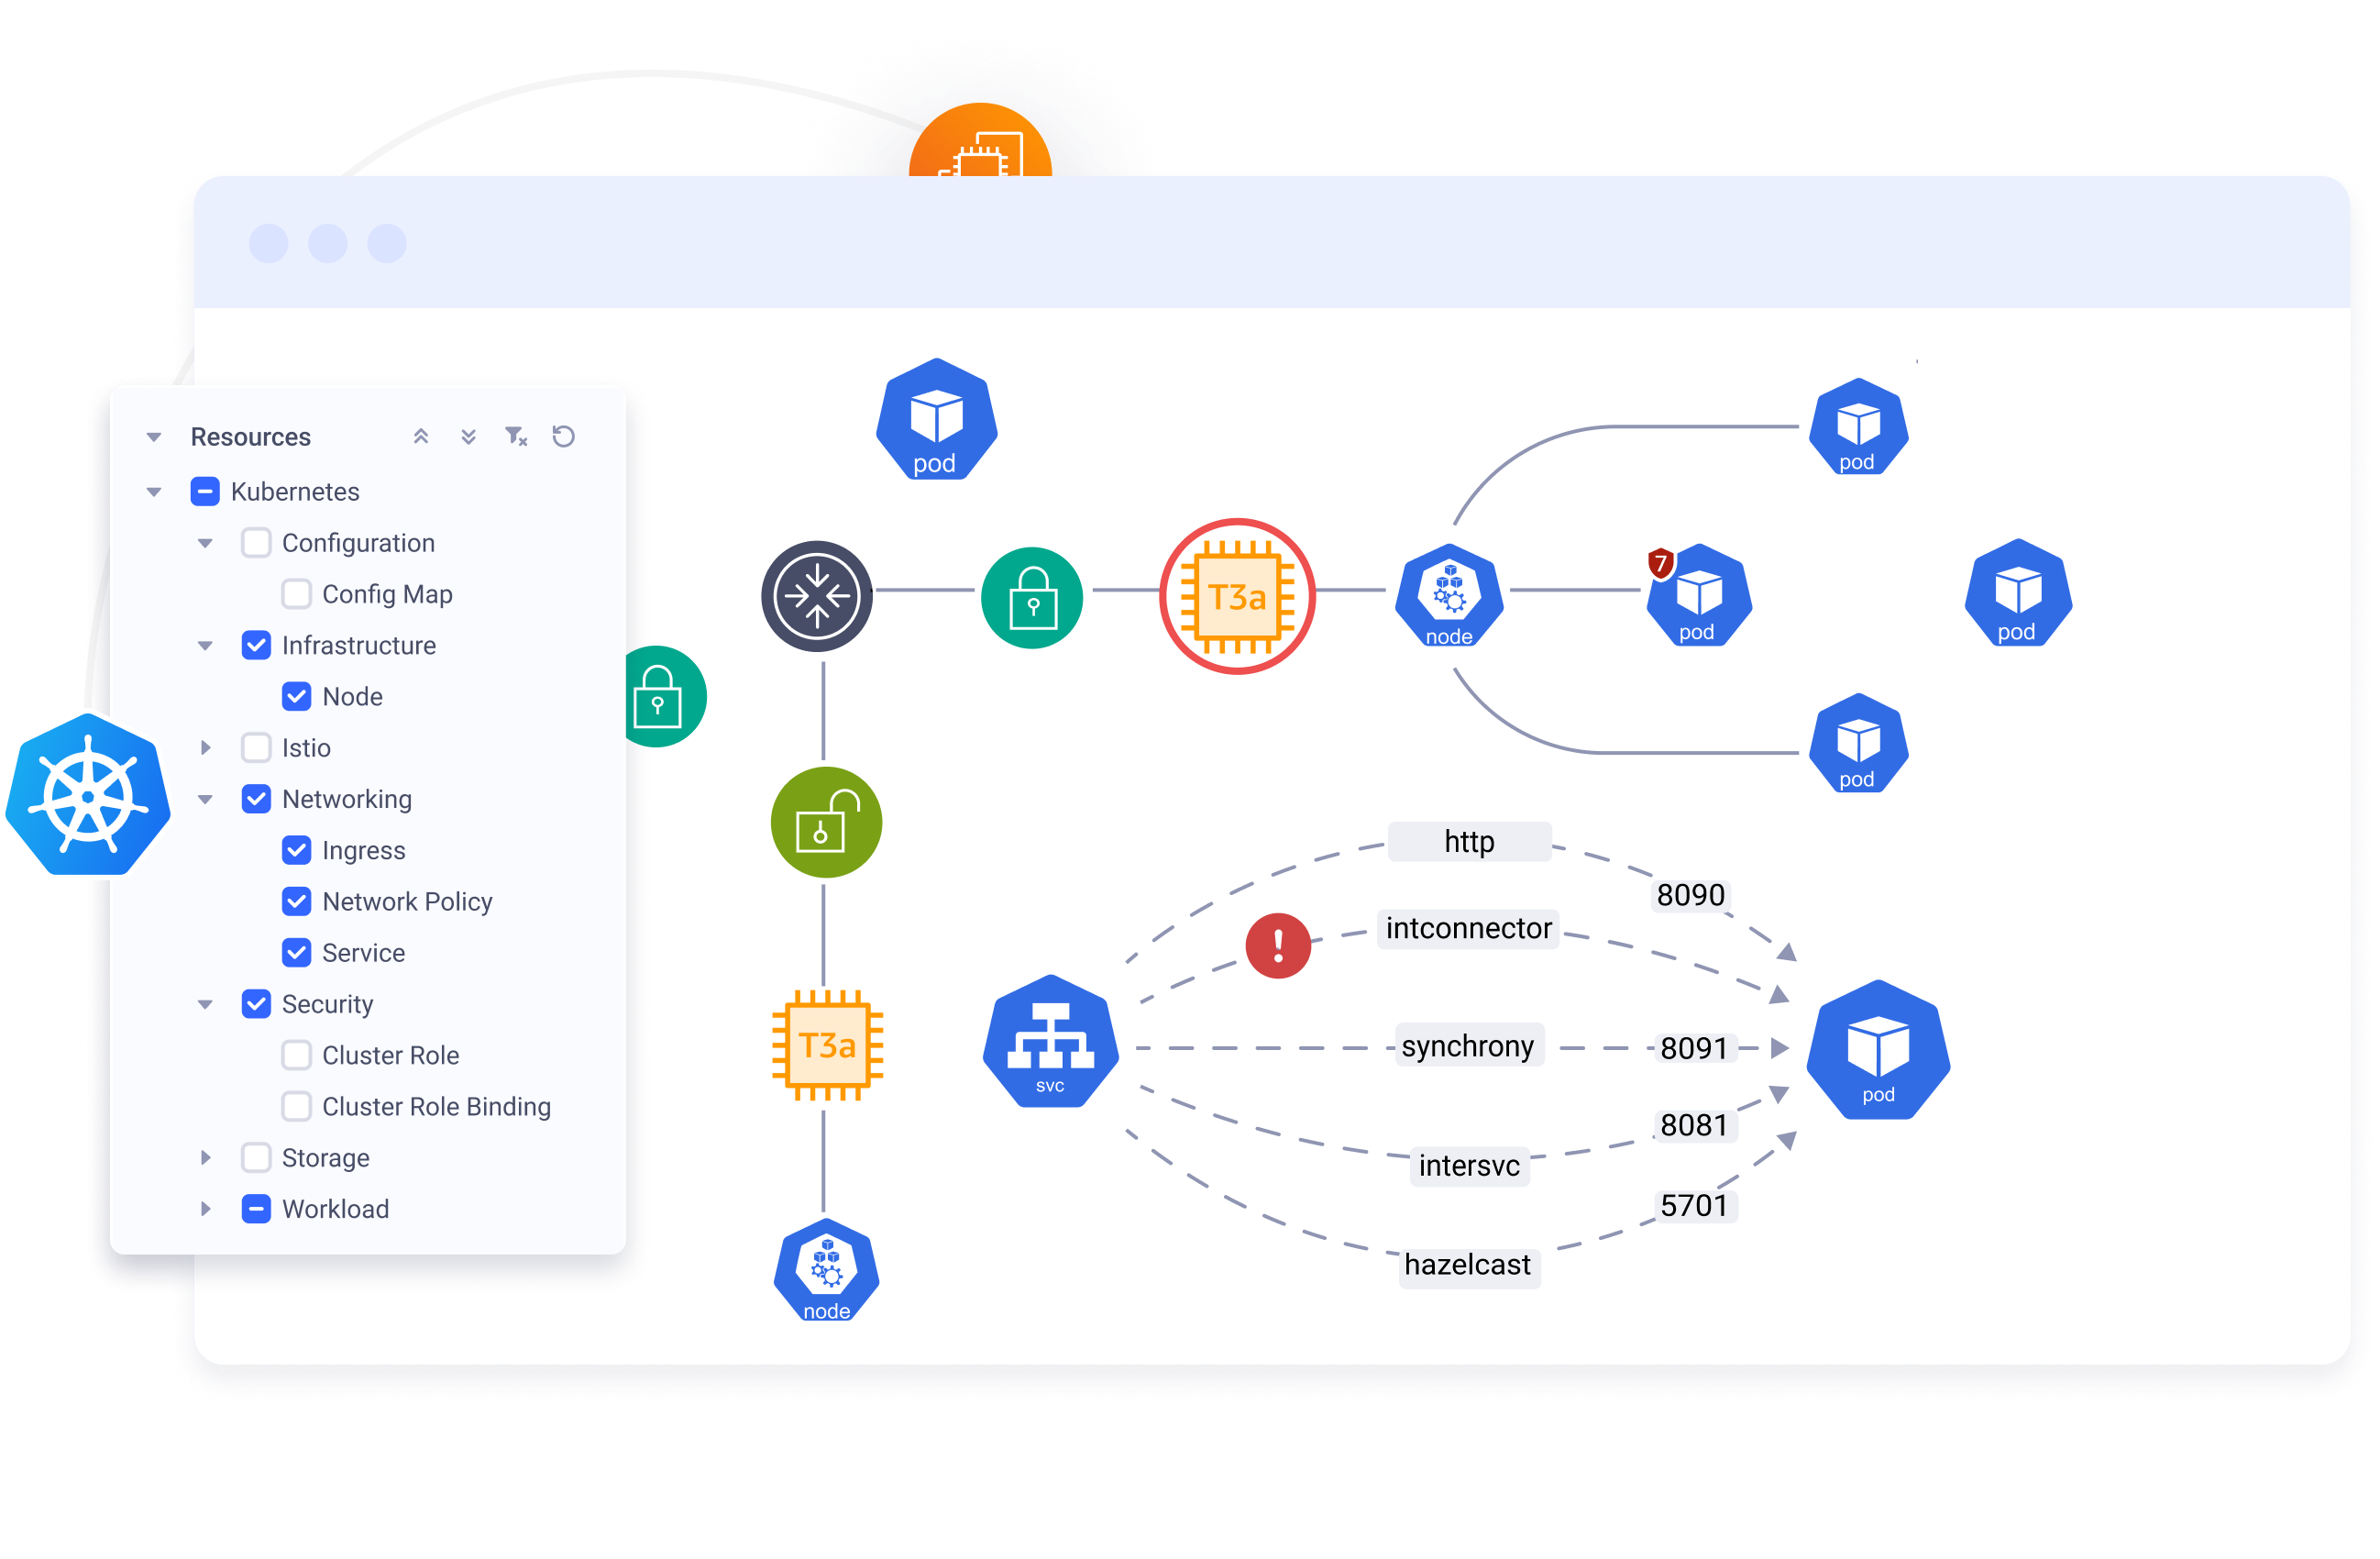 Resources
Kubernetes
Configuration
Config Map
Infrastructure
Node
Istio
Networking
Ingress
Network Policy
Service
Security
Cluster Role
Cluster Role Binding
Storage
Workload
pod
pod
T3a
node
7
pod
pod
pod
T3a
node
svc
http
8090
intconnector
!
synchrony
8091
intersvc
8081
hazelcast
5701
pod